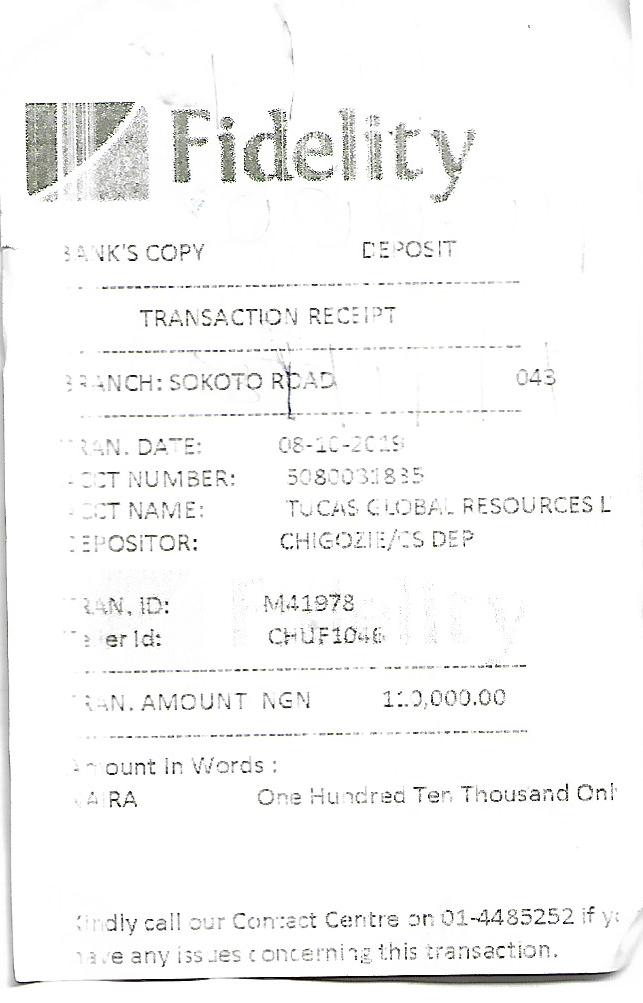 Fidelity
BANK'S COPY DEPOSIT
TRANSACTION RECEIPT
BRANCH: SOKOTO ROAD 043
TRAN. DATE: 08-10-2019
ACCT NUMBER: 5080031835
ACCT NAME: TUCAS GLOBAL RESOURCES L
DEPOSITOR: CHIGOZIE/CS DEP
TRAN. ID: M41978
Teller Id: CHUF1046
TRAN. AMOUNT NGN 110,000.00
Amount In Words :
NAIRA One Hundred Ten Thousand Onl
Kindly call our Contact Centre on 01-4485252 if yo
have any issues concerning this transaction.